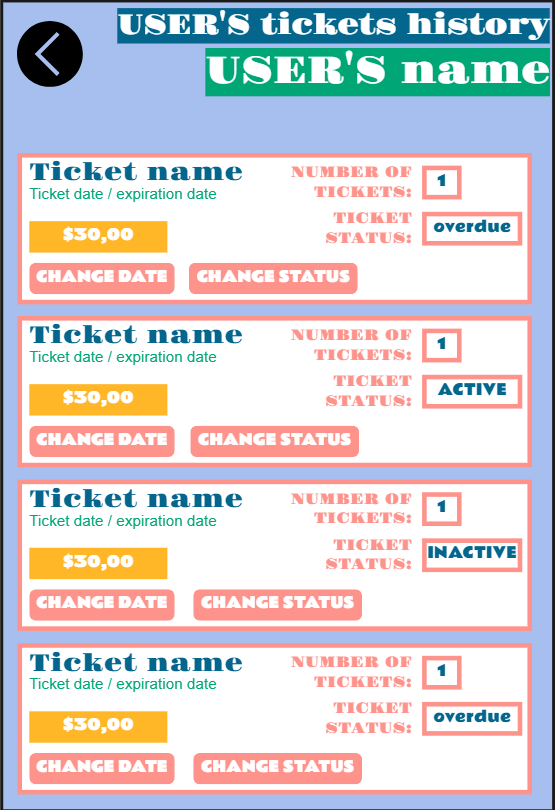 USER'S tickets history
USER'S name
Ticket name
Ticket date / expiration date
NUMBER OF
TICKETS:
1
TICKET
STATUS:
overdue
$30,00
CHANGE DATE
CHANGE STATUS
Ticket name
Ticket date / expiration date
NUMBER OF
TICKETS:
1
TICKET
STATUS:
ACTIVE
$30,00
CHANGE DATE
CHANGE STATUS
Ticket name
Ticket date / expiration date
NUMBER OF
TICKETS:
1
TICKET
STATUS:
INACTIVE
$30,00
CHANGE DATE
CHANGE STATUS
Ticket name
Ticket date / expiration date
NUMBER OF
TICKETS:
1
TICKET
STATUS:
overdue
$30,00
CHANGE DATE
CHANGE STATUS